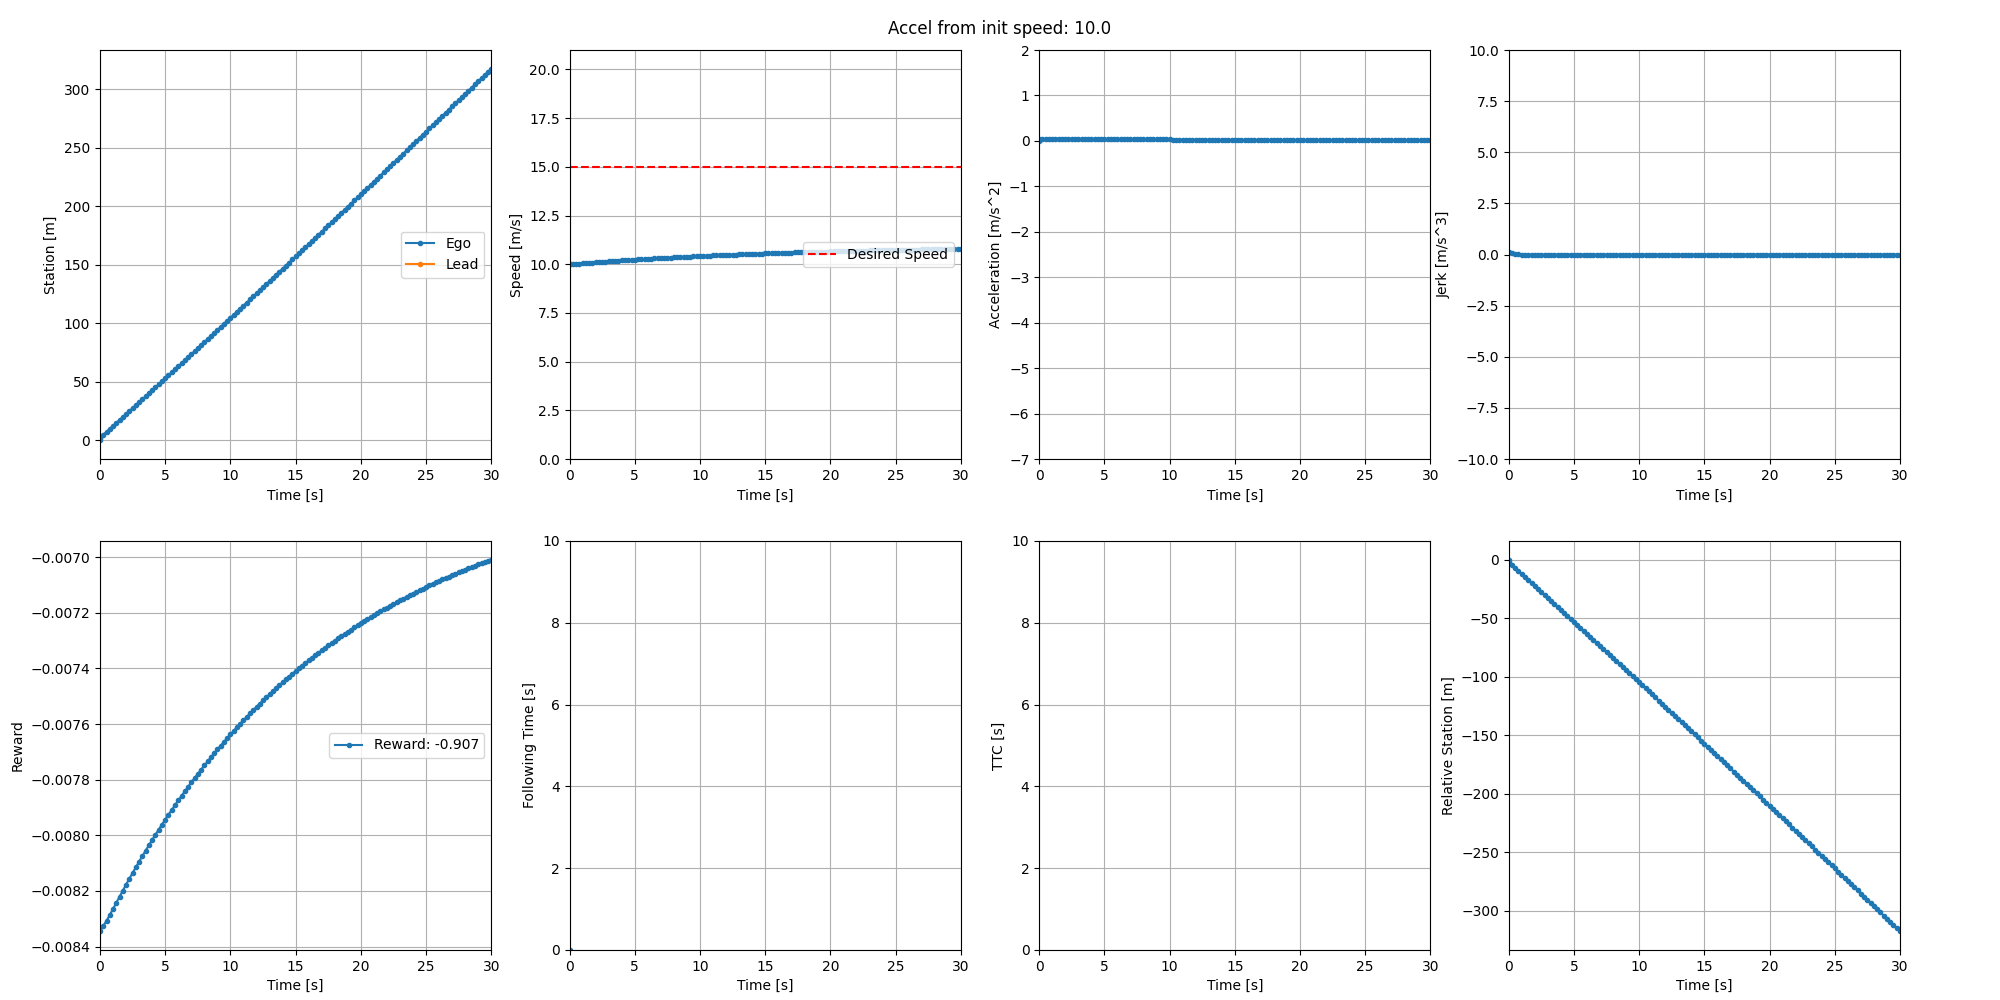 Accel from init speed: 10.0
Station [m]
300
250
200
150
100
50
0
Ego
Lead
0 5 10 15 20 25 30
Time [s]
Speed [m/s]
20.0
17.5
15.0
12.5
10.0
7.5
5.0
2.5
0.0
Desired Speed
0 5 10 15 20 25 30
Time [s]
Acceleration [m/s^2]
2
1
0
−1
−2
−3
−4
−5
−6
−7
0 5 10 15 20 25 30
Time [s]
Jerk [m/s^3]
10.0
7.5
5.0
2.5
0.0
−2.5
−5.0
−7.5
−10.0
0 5 10 15 20 25 30
Time [s]
Reward
−0.0070
−0.0072
−0.0074
−0.0076
−0.0078
−0.0080
−0.0082
−0.0084
Reward: -0.907
0 5 10 15 20 25 30
Time [s]
Following Time [s]
10
8
6
4
2
0
0 5 10 15 20 25 30
Time [s]
TTC [s]
10
8
6
4
2
0
0 5 10 15 20 25 30
Time [s]
Relative Station [m]
0
−50
−100
−150
−200
−250
−300
0 5 10 15 20 25 30
Time [s]